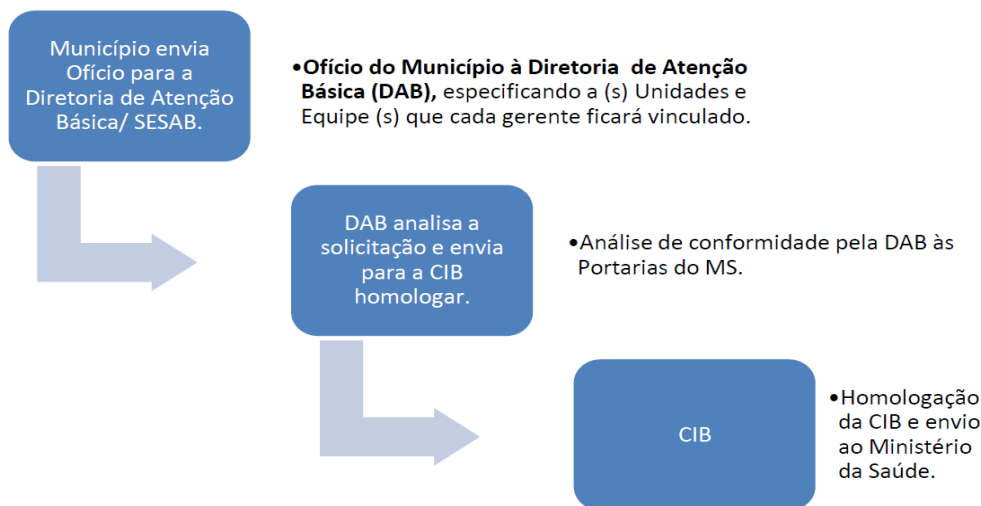 Município envia
Ofício para a
Diretoria de Atenção
Básica/ SESAB.
•Ofício do Município à Diretoria de Atenção
Básica (DAB), especificando a (s) Unidades e
Equipe (s) que cada gerente ficará vinculado.
DAB analisa a
solicitação e envia
para a CIB
homologar.
•Análise de conformidade pela DAB às
Portarias do MS.
CIB
•Homologação
da CIB e envio
ao Ministério
da Saúde.